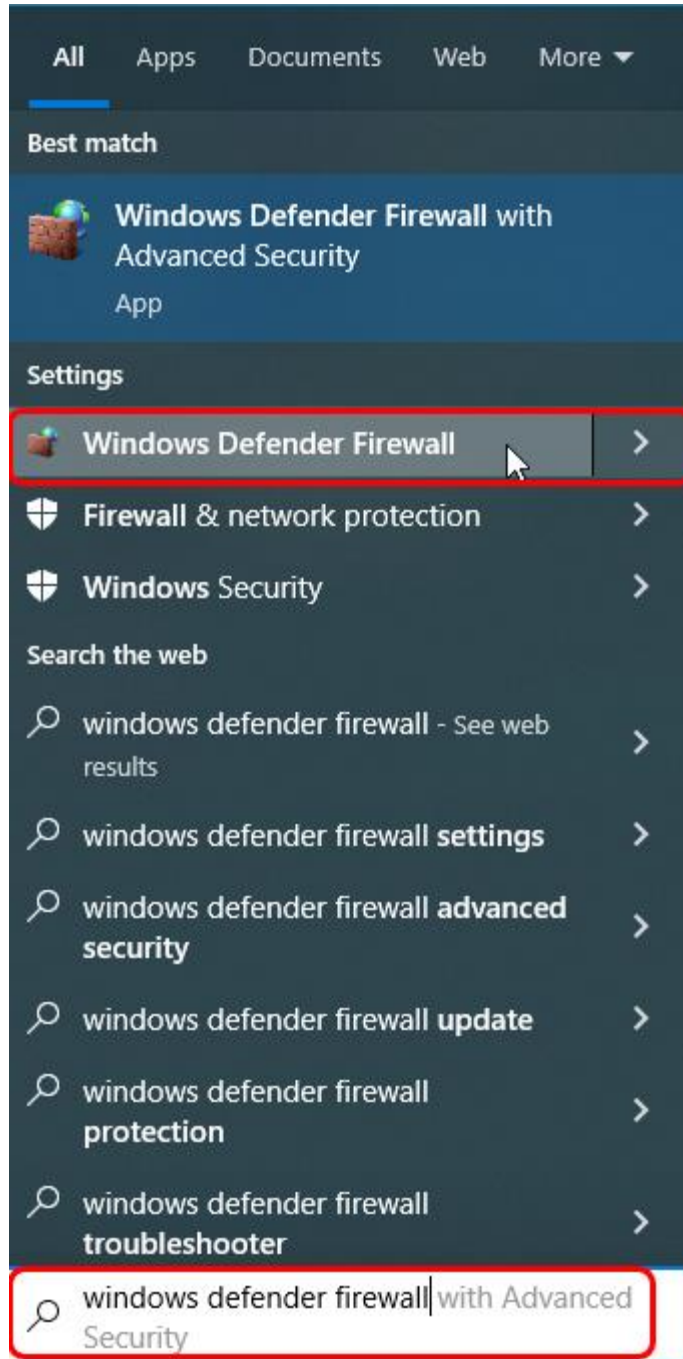 All Apps Documents Web More
Best match
Windows Defender Firewall with
Advanced Security
App
Settings
Windows Defender Firewall
Firewall & network protection
Windows Security
Search the web
windows defender firewall - See web
results
windows defender firewall settings
windows defender firewall advanced
security
windows defender firewall update
windows defender firewall
protection
windows defender firewall
troubleshooter
windows defender firewall with Advanced
Security